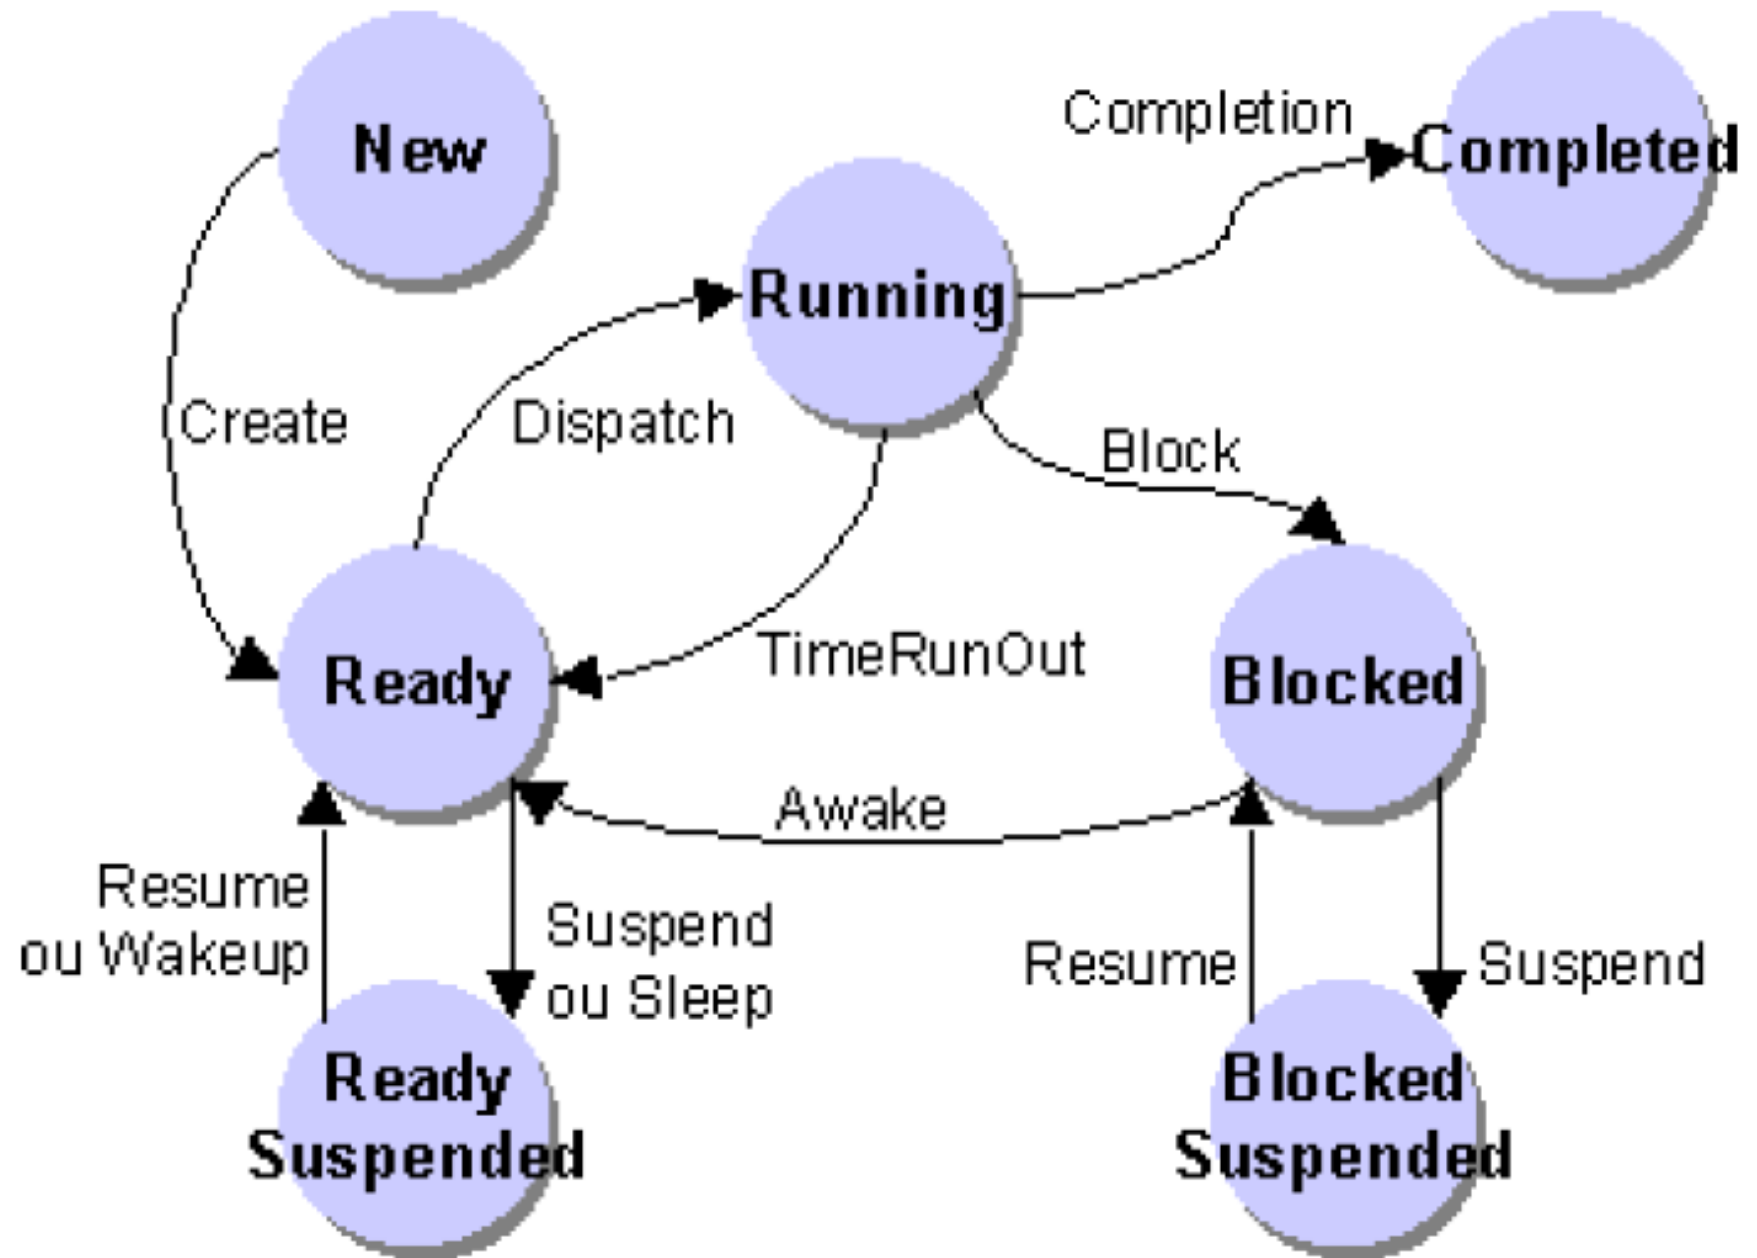 New
Completion
Completed
Running
Create
Dispatch
Block
Ready
TimeRunOut
Blocked
Awake
Resume
ou Wakeup
Suspend
ou Sleep
Resume
Suspend
Ready
Suspended
Blocked
Suspended